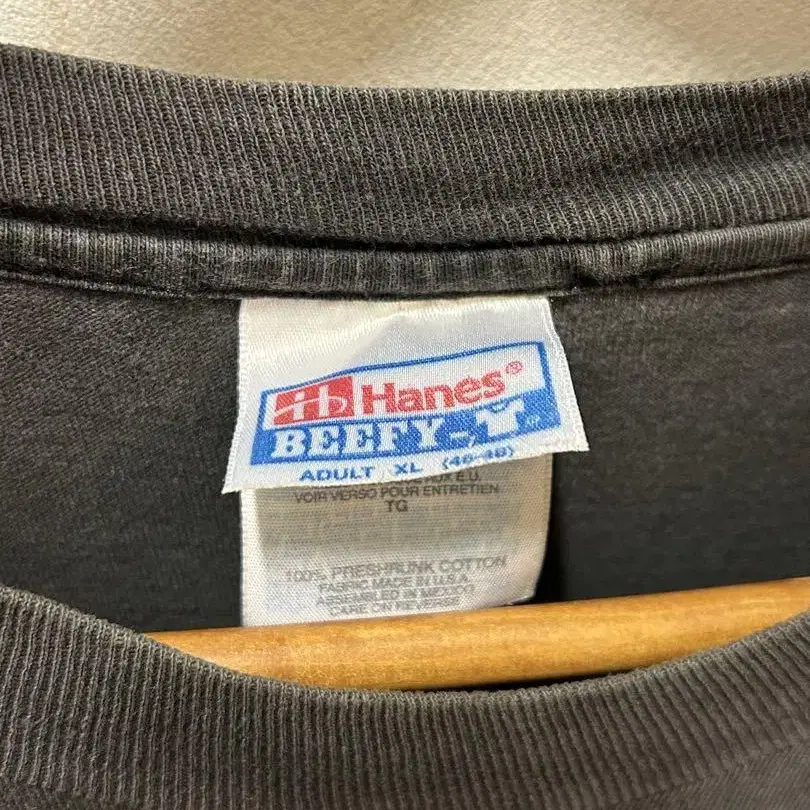 Hanes®
BEEFY-T
ADULT XL (46-48)
AUX E.U.
VOIR VERSO POUR ENTRETIEN
TG
100% PRESHRUNK COTTON
FABRIC MADE IN U.S.A.
ASSEMBLED IN MEXICO
CARE ON REVERSE